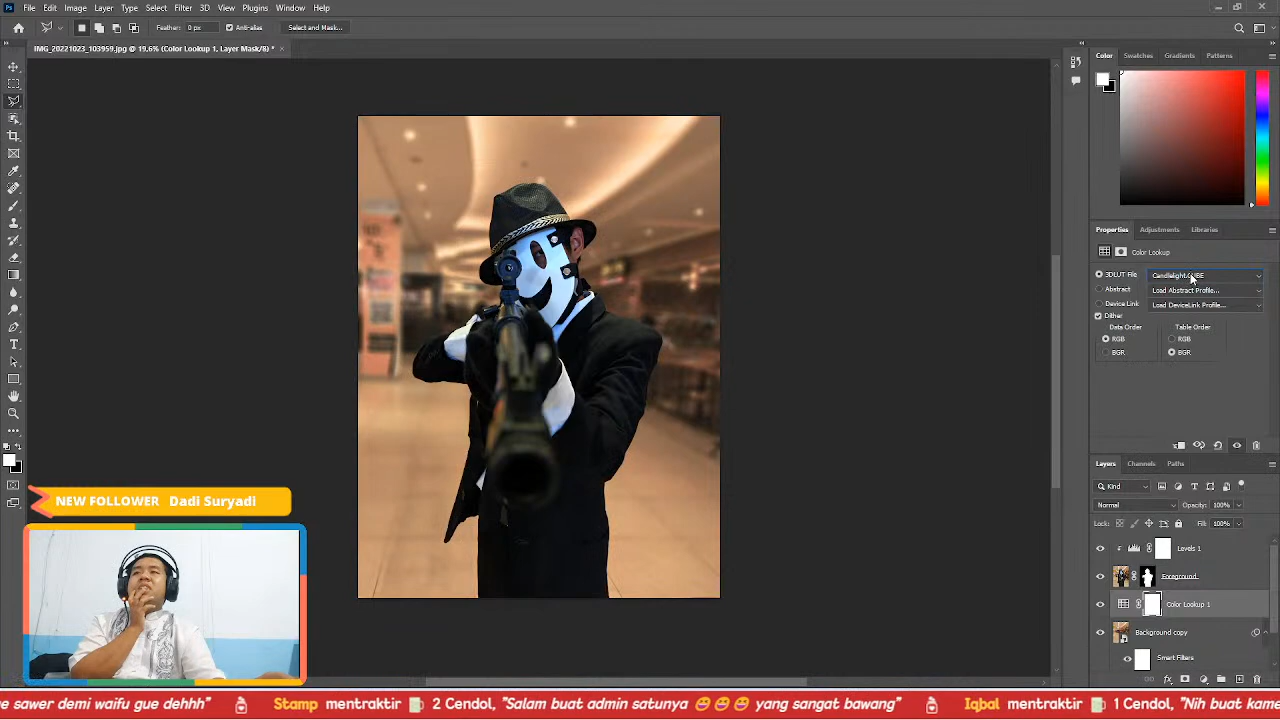 Ps File Edit Image Layer Type Select Filter 3D View Plugins Window Help
Feather: 0 px Anti-alias Select and Mask...
IMG_20221023_103959.jpg @ 19.6% (Color Lookup 1, Layer Mask/8) * ×
Color Swatches Gradients Patterns
Properties Adjustments Libraries
Color Lookup
3DLUT File Candlelight.CUBE
Abstract Load Abstract Profile...
Device Link Load DeviceLink Profile...
Dither
Data Order Table Order
RGB RGB
BGR BGR
Layers Channels Paths
Kind
Normal Opacity: 100%
Lock: Fill: 100%
Levels 1
Foreground
Color Lookup 1
Background copy
Smart Filters
NEW FOLLOWER Dadi Suryadi
e sawer demi waifu gue dehhh" Stamp mentraktir 2 Cendol, "Salam buat admin satunya 😄😄😄 yang sangat bawang" Iqbal mentraktir 1 Cendol, "Nih buat kame